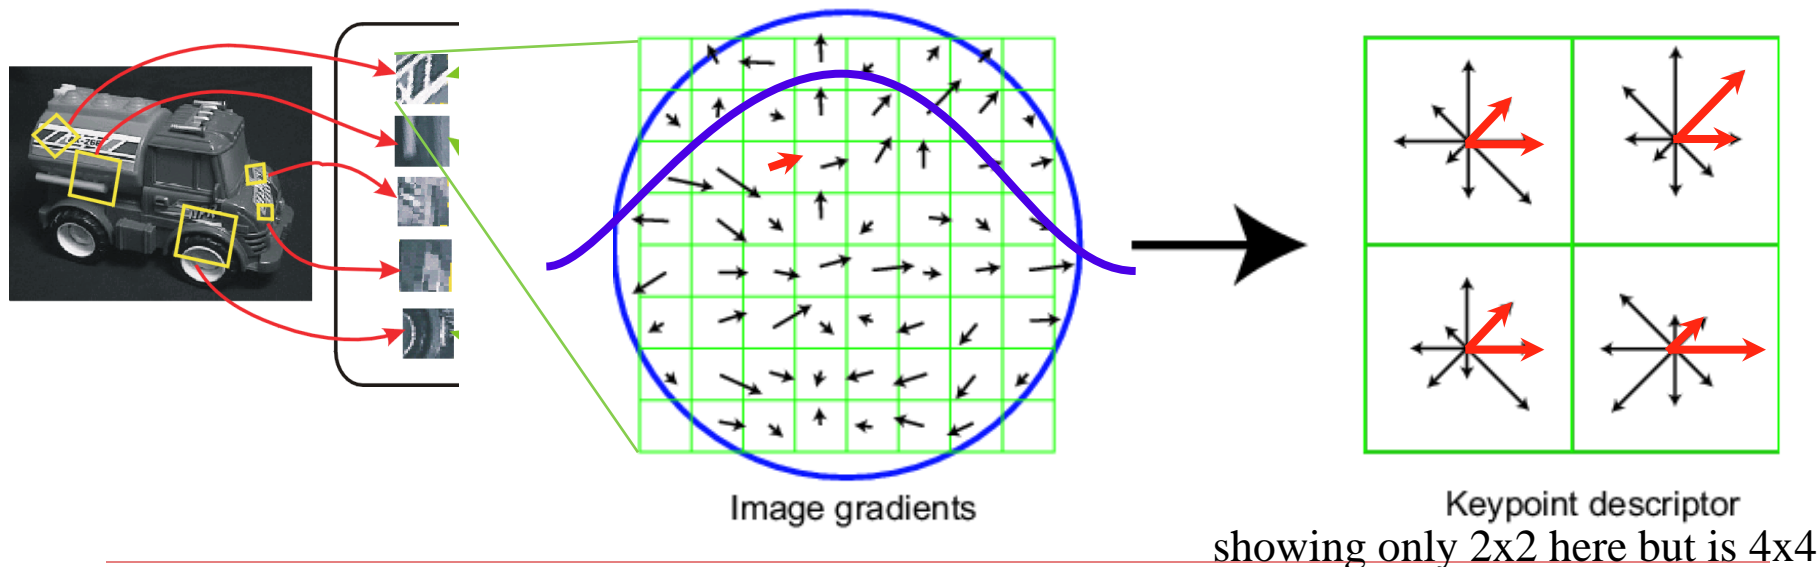 Image gradients
Keypoint descriptor
showing only 2x2 here but is 4x4